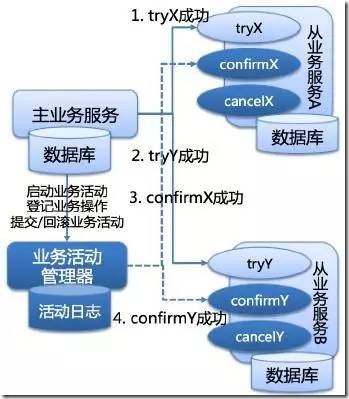 1. tryX成功
tryX
confirmX
cancelX
从业务服务A
数据库
主业务服务
数据库
2. tryY成功
3. confirmX成功
启动业务活动
登记业务操作
提交/回滚业务活动
业务活动
管理器
活动日志
4. confirmY成功
tryY
confirmY
cancelY
从业务服务B
数据库